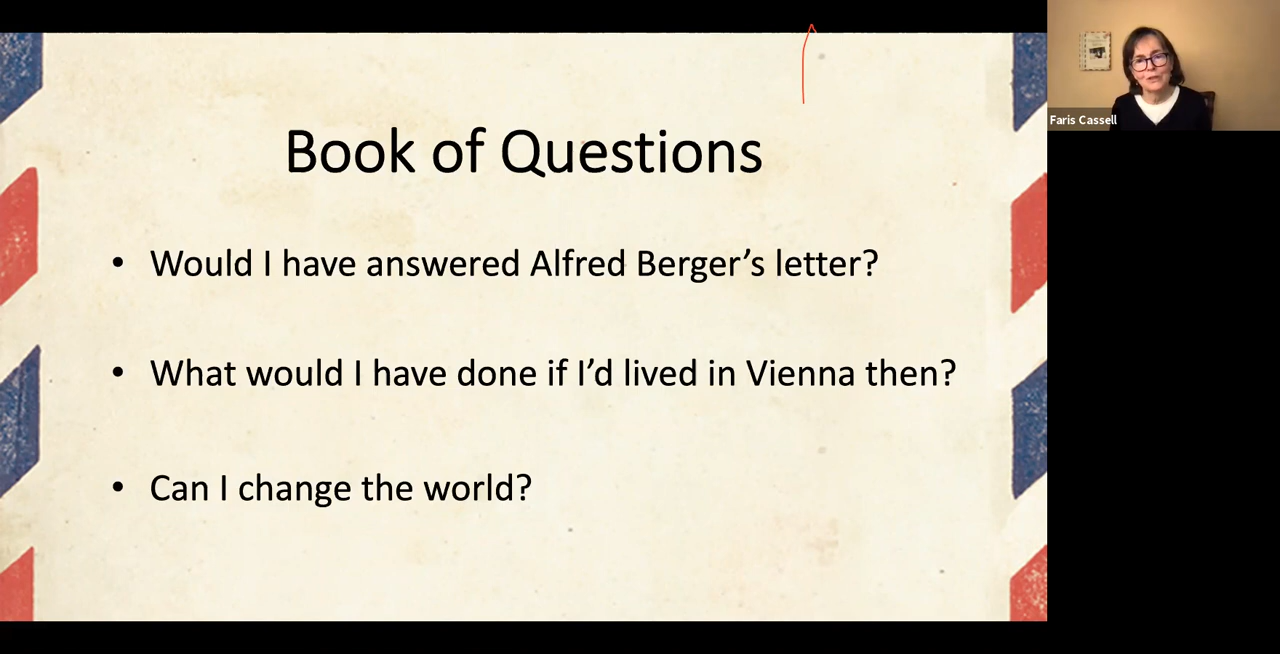 Book of Questions
• Would I have answered Alfred Berger’s letter?
• What would I have done if I’d lived in Vienna then?
• Can I change the world?
Faris Cassell